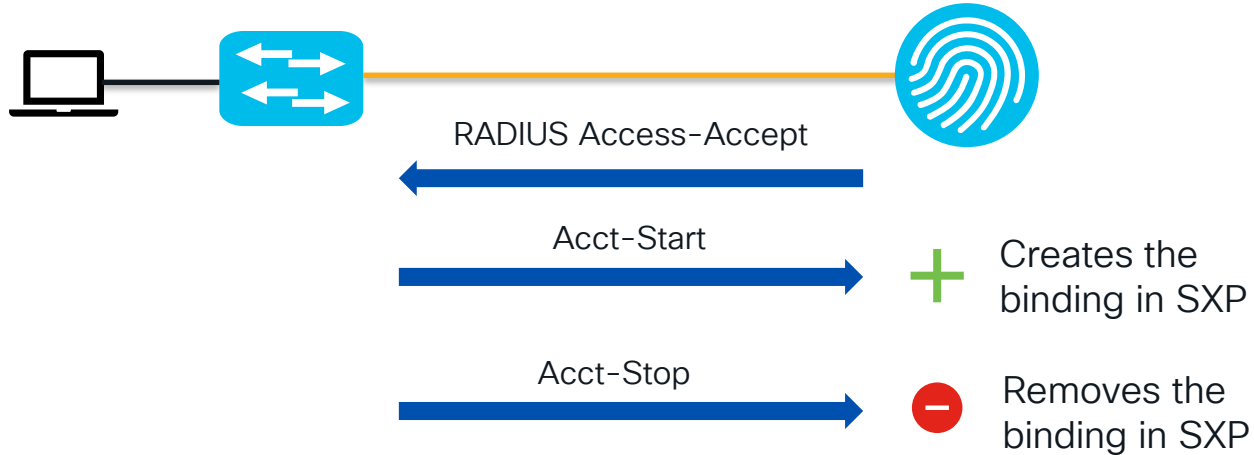 RADIUS Access-Accept
Acct-Start
Creates the
binding in SXP
Acct-Stop
Removes the
binding in SXP